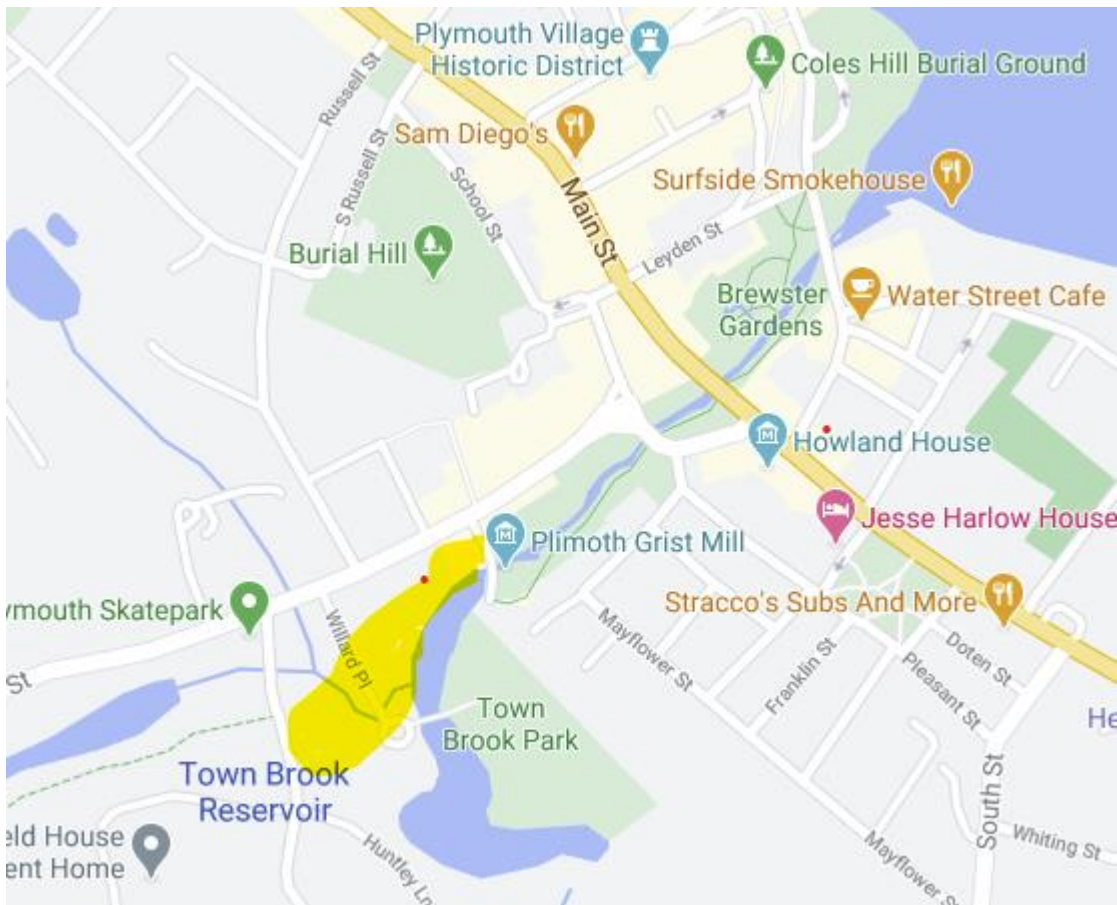 Plymouth Village
Historic District
Coles Hill Burial Ground
Russell St
Sam Diego's
S Russell St
School St
Main St
Surfside Smokehouse
Burial Hill
Leyden St
Brewster
Gardens
Water Street Cafe
Howland House
Jesse Harlow House
Plimoth Grist Mill
ymouth Skatepark
Stracco's Subs And More
Willard Pl
Mayflower St
Franklin St
Pleasant St
Doten St
St
Town
Brook Park
He
Town Brook
Reservoir
South St
eld House
ent Home
Huntley Ln
Whiting St
Mayflower St